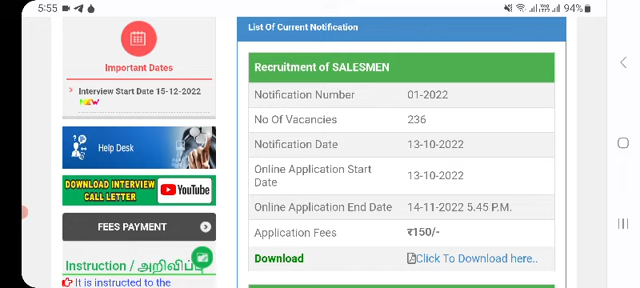 5:55
94%
Important Dates
Interview Start Date 15-12-2022
NEW
Help Desk
DOWNLOAD INTERVIEW
CALL LETTER
YouTube
FEES PAYMENT
Instruction / அறிவிப்பு
It is instructed to the
List Of Current Notification
Recruitment of SALESMEN
Notification Number 01-2022
No Of Vacancies 236
Notification Date 13-10-2022
Online Application Start
Date 13-10-2022
Online Application End Date 14-11-2022 5.45 P.M.
Application Fees ₹150/-
Download Click To Download here..